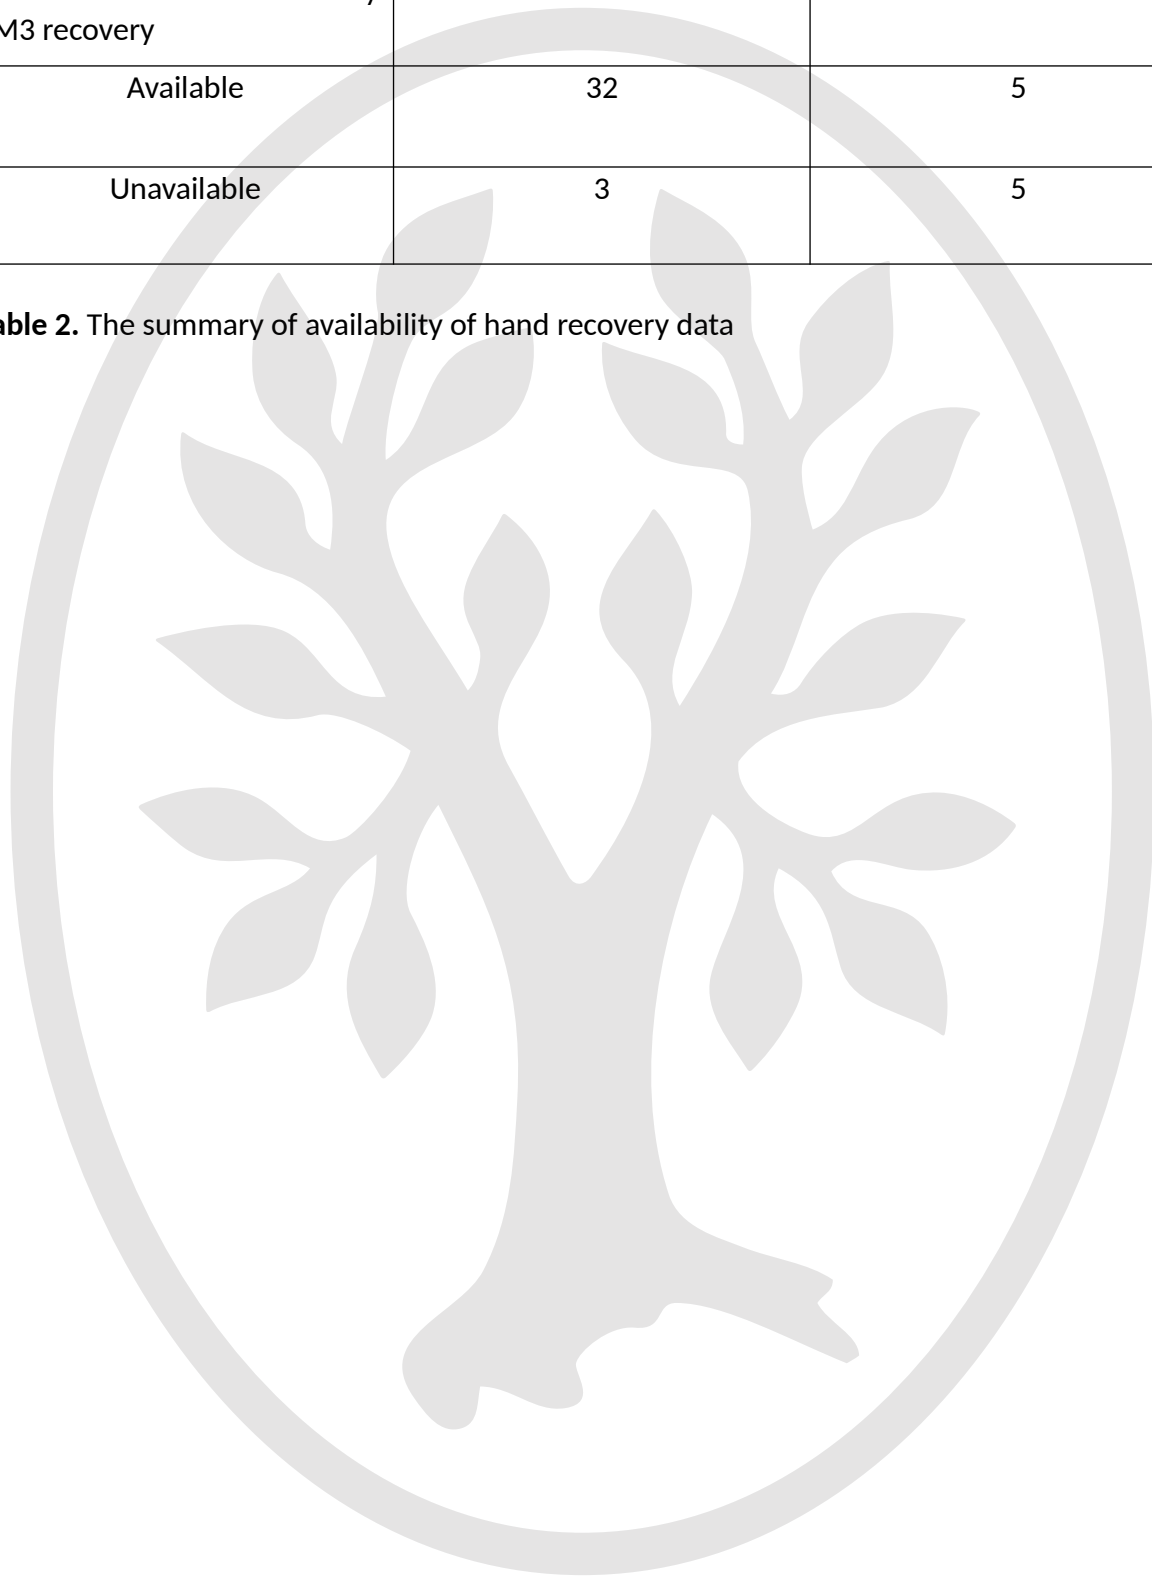 M3 recovery
Available 32 5
Unavailable 3 5
able 2. The summary of availability of hand recovery data